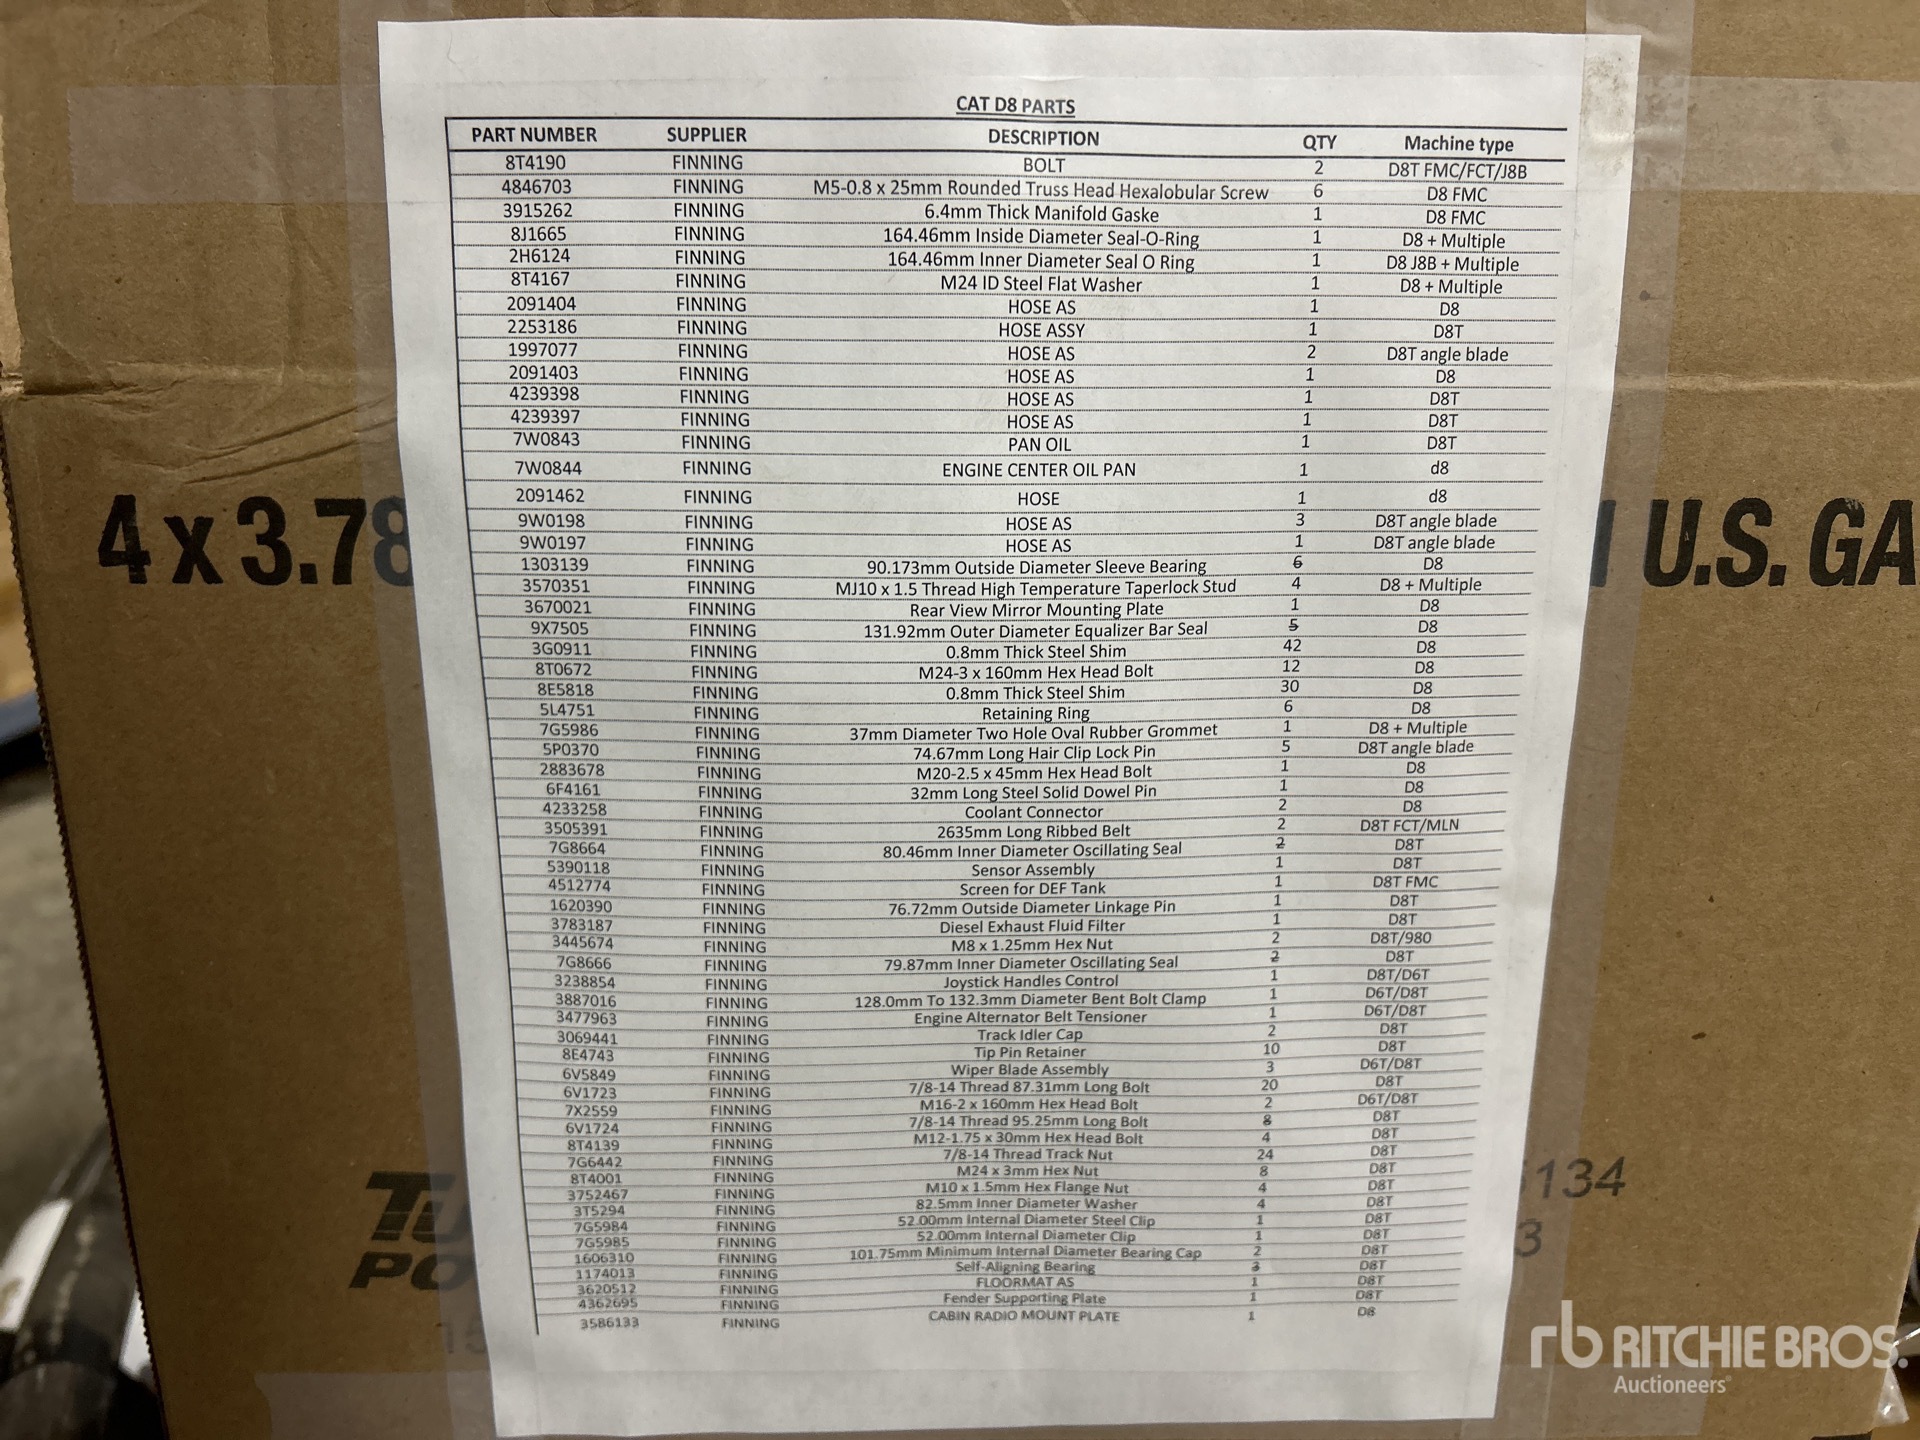 CAT D8 PARTS
PART NUMBER SUPPLIER DESCRIPTION QTY Machine type
8T4190 FINNING BOLT 2 D8T FMC/FCT/J8B
4846703 FINNING M5-0.8 x 25mm Rounded Truss Head Hexalobular Screw 6 D8 FMC
3915262 FINNING 6.4mm Thick Manifold Gaske 1 D8 FMC
8J1665 FINNING 164.46mm Inside Diameter Seal-O-Ring 1 D8 + Multiple
2H6124 FINNING 164.46mm Inner Diameter Seal O Ring 1 D8 J8B + Multiple
8T4167 FINNING M24 ID Steel Flat Washer 1 D8 + Multiple
2091404 FINNING HOSE AS 1 D8
2253186 FINNING HOSE ASSY 1 D8T
1997077 FINNING HOSE AS 2 D8T angle blade
2091403 FINNING HOSE AS 1 D8
4239398 FINNING HOSE AS 1 D8T
4239397 FINNING HOSE AS 1 D8T
7W0843 FINNING PAN OIL 1 D8T
7W0844 FINNING ENGINE CENTER OIL PAN 1 d8
2091462 FINNING HOSE 1 d8
9W0198 FINNING HOSE AS 3 D8T angle blade
9W0197 FINNING HOSE AS 1 D8T angle blade
1303139 FINNING 90.173mm Outside Diameter Sleeve Bearing 6 D8
3570351 FINNING MJ10 x 1.5 Thread High Temperature Taperlock Stud 4 D8 + Multiple
3670021 FINNING Rear View Mirror Mounting Plate 1 D8
9X7505 FINNING 131.92mm Outer Diameter Equalizer Bar Seal 5 D8
3G0911 FINNING 0.8mm Thick Steel Shim 42 D8
8T0672 FINNING M24-3 x 160mm Hex Head Bolt 12 D8
8E5818 FINNING 0.8mm Thick Steel Shim 30 D8
5L4751 FINNING Retaining Ring 6 D8
7G5986 FINNING 37mm Diameter Two Hole Oval Rubber Grommet 1 D8 + Multiple
5P0370 FINNING 74.67mm Long Hair Clip Lock Pin 5 D8T angle blade
2883678 FINNING M20-2.5 x 45mm Hex Head Bolt 1 D8
6F4161 FINNING 32mm Long Steel Solid Dowel Pin 1 D8
4233258 FINNING Coolant Connector 2 D8
3505391 FINNING 2635mm Long Ribbed Belt 2 D8T FCT/MLN
7G8664 FINNING 80.46mm Inner Diameter Oscillating Seal 2 D8T
5390118 FINNING Sensor Assembly 1 D8T
4512774 FINNING Screen for DEF Tank 1 D8T FMC
1620390 FINNING 76.72mm Outside Diameter Linkage Pin 1 D8T
3783187 FINNING Diesel Exhaust Fluid Filter 1 D8T
3445674 FINNING M8 x 1.25mm Hex Nut 2 D8T/980
7G8666 FINNING 79.87mm Inner Diameter Oscillating Seal 2 D8T
3238854 FINNING Joystick Handles Control 1 D8T/D6T
3887016 FINNING 128.0mm To 132.3mm Diameter Bent Bolt Clamp 1 D6T/D8T
3477963 FINNING Engine Alternator Belt Tensioner 1 D6T/D8T
3069441 FINNING Track Idler Cap 2 D8T
8E4743 FINNING Tip Pin Retainer 10 D8T
6V5849 FINNING Wiper Blade Assembly 3 D6T/D8T
6V1723 FINNING 7/8-14 Thread 87.31mm Long Bolt 20 D8T
7X2559 FINNING M16-2 x 160mm Hex Head Bolt 2 D6T/D8T
6V1724 FINNING 7/8-14 Thread 95.25mm Long Bolt 8 D8T
8T4139 FINNING M12-1.75 x 30mm Hex Head Bolt 4 D8T
7G6442 FINNING 7/8-14 Thread Track Nut 24 D8T
8T4001 FINNING M24 x 3mm Hex Nut 8 D8T
3752467 FINNING M10 x 1.5mm Hex Flange Nut 4 D8T
3T5294 FINNING 82.5mm Inner Diameter Washer 4 D8T
7G5984 FINNING 52.00mm Internal Diameter Steel Clip 1 D8T
7G5985 FINNING 52.00mm Internal Diameter Clip 1 D8T
1606310 FINNING 101.75mm Minimum Internal Diameter Bearing Cap 2 D8T
1174013 FINNING Self-Aligning Bearing 3 D8T
3620512 FINNING FLOORMAT AS 1 D8T
4362695 FINNING Fender Supporting Plate 1 D8T
3586133 FINNING CABIN RADIO MOUNT PLATE 1 D8
4 x 3.78
U.S. GA
134
3
PO
15
rb RITCHIE BROS.
Auctioneers